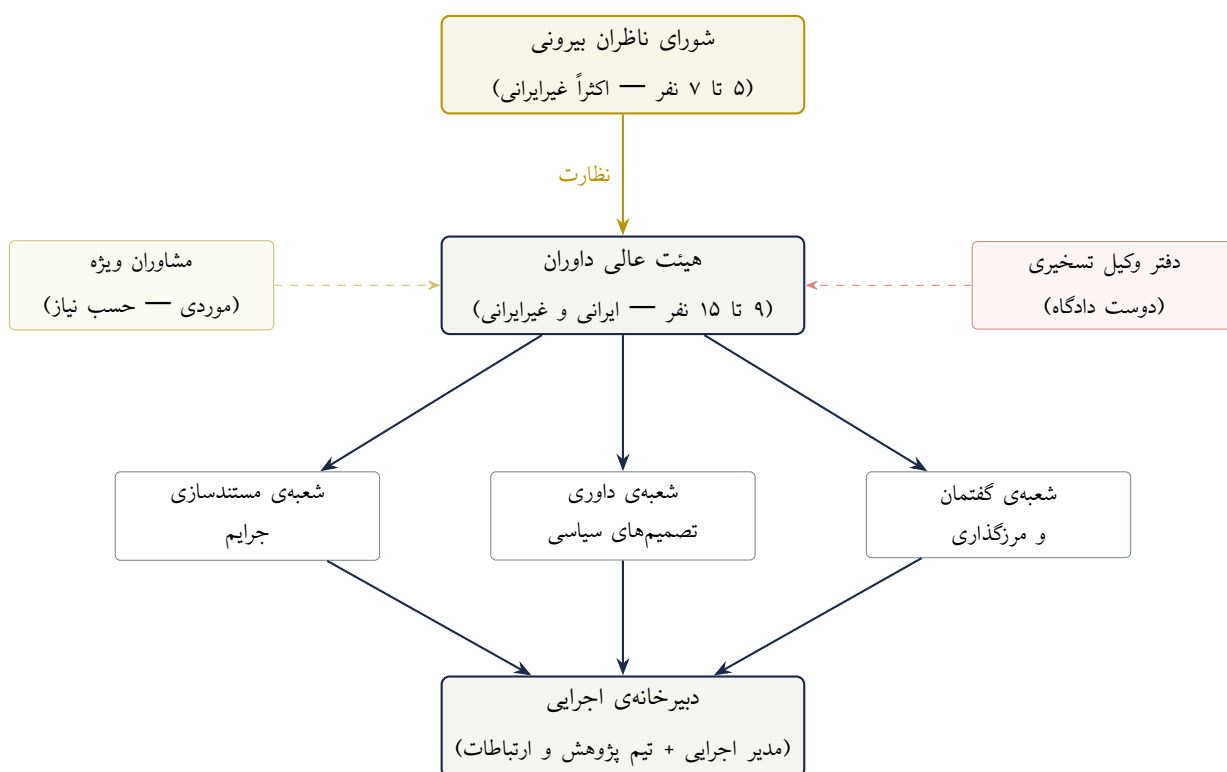 شورای ناظران بیرونی
(۵ تا ۷ نفر — اکثراً غیرایرانی)
نظارت
دفتر وکیل تسخیری
(دوست دادگاه)
هیئت عالی داوران
(۹ تا ۱۵ نفر — ایرانی و غیرایرانی)
مشاوران ویژه
(موردی — حسب نیاز)
شعبه‌ی گفتمان
و مرزگذاری
شعبه‌ی داوری
تصمیم‌های سیاسی
شعبه‌ی مستندسازی
جرایم
دبیرخانه‌ی اجرایی
(مدیر اجرایی + تیم پژوهش و ارتباطات)